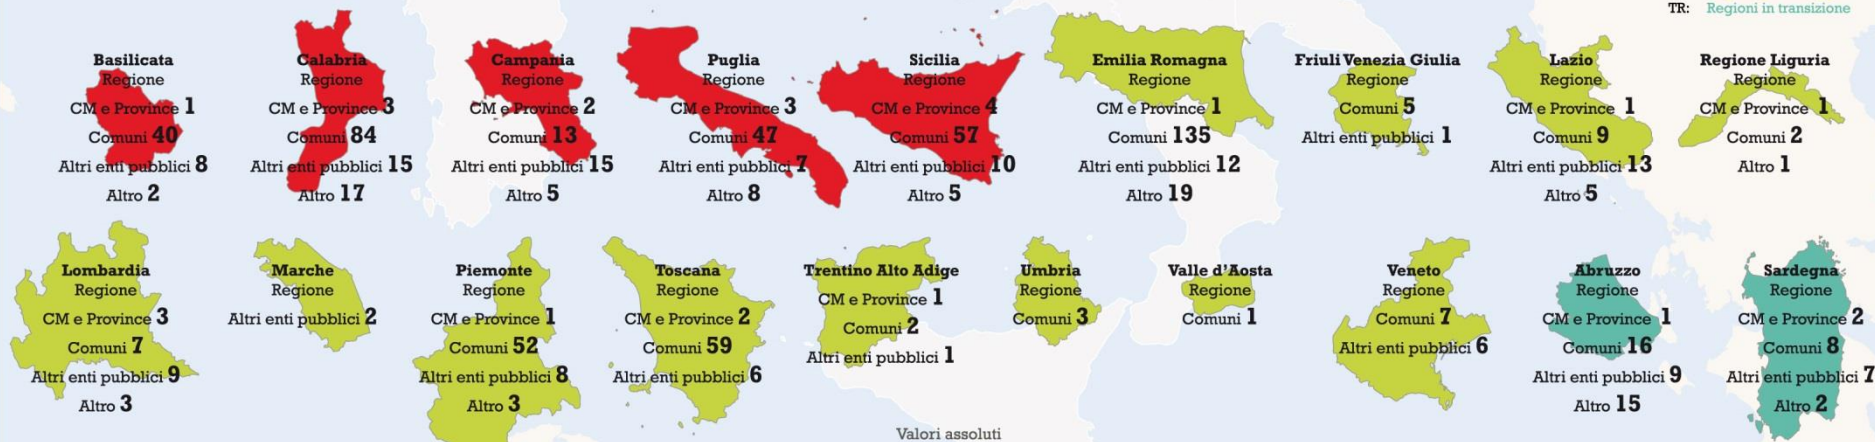 TR: Regioni in transizione
Basilicata
Regione
CM e Province 1
Comuni 40
Altri enti pubblici 8
Altro 2
Calabria
Regione
CM e Province 3
Comuni 84
Altri enti pubblici 15
Altro 17
Campania
Regione
CM e Province 2
Comuni 13
Altri enti pubblici 15
Altro 5
Puglia
Regione
CM e Province 3
Comuni 47
Altri enti pubblici 7
Altro 8
Sicilia
Regione
CM e Province 4
Comuni 57
Altri enti pubblici 10
Altro 5
Emilia Romagna
Regione
CM e Province 1
Comuni 135
Altri enti pubblici 12
Altro 19
Friuli Venezia Giulia
Regione
Comuni 5
Altri enti pubblici 1
Lazio
Regione
CM e Province 1
Comuni 9
Altri enti pubblici 13
Altro 5
Regione Liguria
Regione
CM e Province 1
Comuni 2
Altro 1
Lombardia
Regione
CM e Province 3
Comuni 7
Altri enti pubblici 9
Altro 3
Marche
Regione
Altri enti pubblici 2
Piemonte
Regione
CM e Province 1
Comuni 52
Altri enti pubblici 8
Altro 3
Toscana
Regione
CM e Province 2
Comuni 59
Altri enti pubblici 6
Trentino Alto Adige
CM e Province 1
Comuni 2
Altri enti pubblici 1
Umbria
Regione
Comuni 3
Valle d'Aosta
Regione
Comuni 1
Veneto
Regione
Comuni 7
Altri enti pubblici 6
Abruzzo
Regione
CM e Province 1
Comuni 16
Altri enti pubblici 9
Altro 15
Sardegna
Regione
CM e Province 2
Comuni 8
Altri enti pubblici 7
Altro 2
Valori assoluti